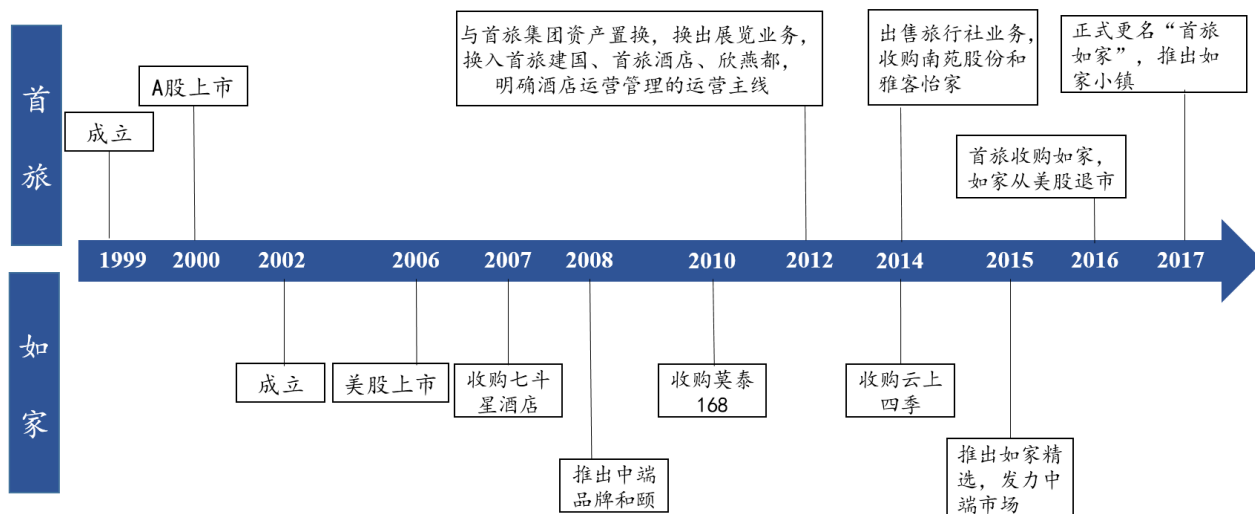 首旅
与首旅集团资产置换，换出展览业务，
换入首旅建国、首旅酒店、欣燕都，
明确酒店运营管理的运营主线
出售旅行社业务，
收购南苑股份和
雅客怡家
正式更名“首旅
如家”，推出如
家小镇
A股上市
成立
首旅收购如家，
如家从美股退市
1999 2000 2002 2006 2007 2008 2010 2012 2014 2015 2016 2017
如家
成立
美股上市
收购七斗
星酒店
收购莫泰
168
收购云上
四季
推出中端
品牌和颐
推出如家精
选，发力中
端市场